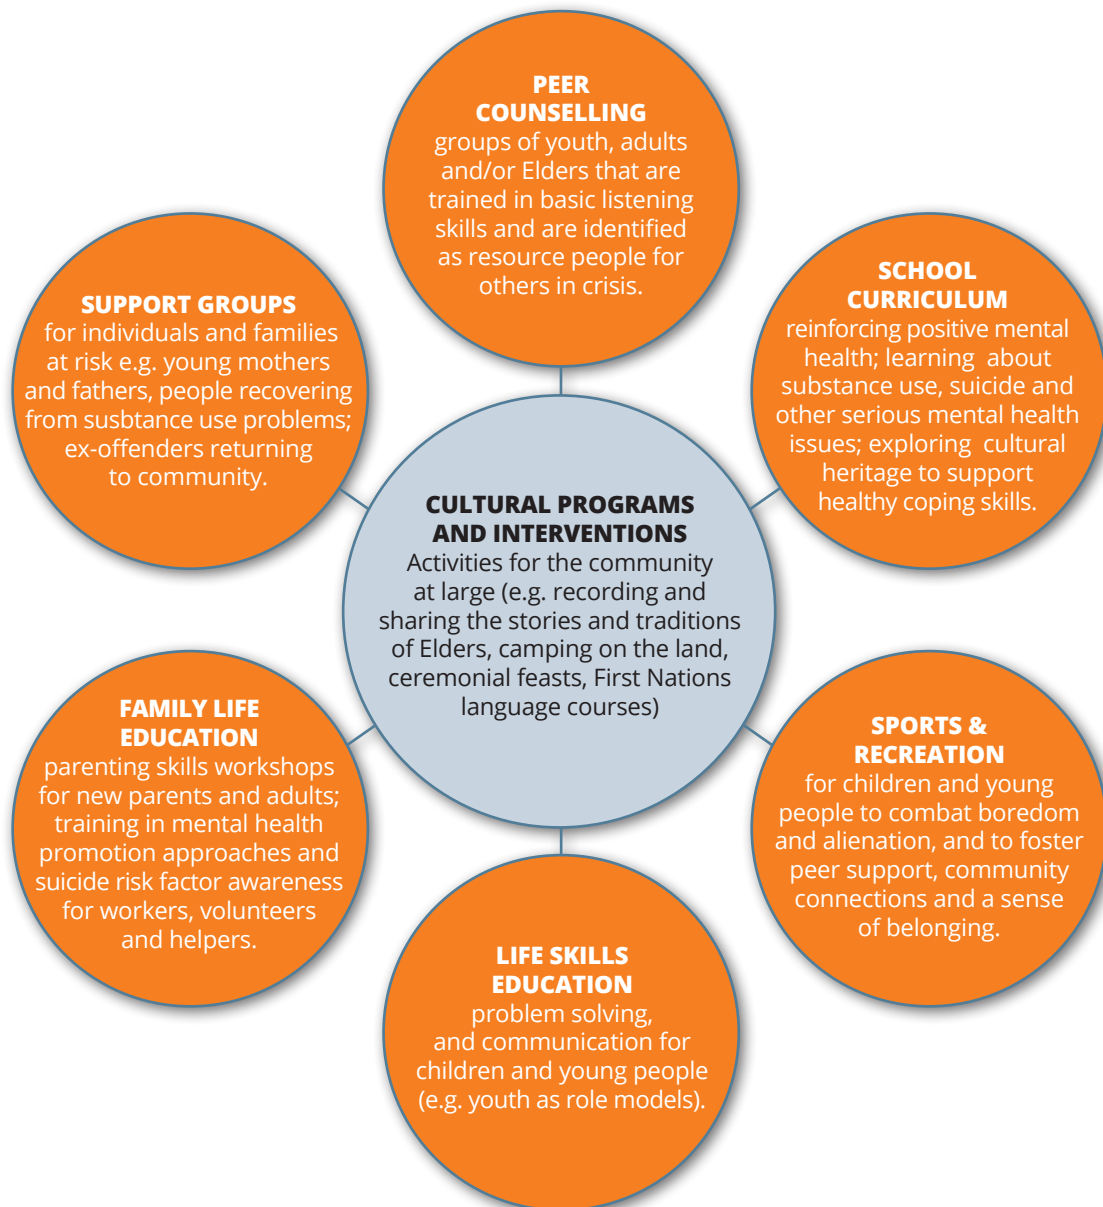 PEER
COUNSELLING
groups of youth, adults
and/or Elders that are
trained in basic listening
skills and are identified
as resource people for
others in crisis.
SCHOOL
CURRICULUM
reinforcing positive mental
health; learning about
substance use, suicide and
other serious mental health
issues; exploring cultural
heritage to support
healthy coping skills.
SUPPORT GROUPS
for individuals and families
at risk e.g. young mothers
and fathers, people recovering
from susbtance use problems;
ex-offenders returning
to community.
CULTURAL PROGRAMS
AND INTERVENTIONS
Activities for the community
at large (e.g. recording and
sharing the stories and traditions
of Elders, camping on the land,
ceremonial feasts, First Nations
language courses)
FAMILY LIFE
EDUCATION
parenting skills workshops
for new parents and adults;
training in mental health
promotion approaches and
suicide risk factor awareness
for workers, volunteers
and helpers.
SPORTS &
RECREATION
for children and young
people to combat boredom
and alienation, and to foster
peer support, community
connections and a sense
of belonging.
LIFE SKILLS
EDUCATION
problem solving,
and communication for
children and young people
(e.g. youth as role models).